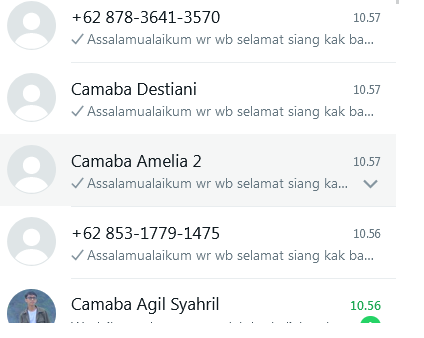 +62 878-3641-3570 10.57
Assalamualaikum wr wb selamat siang kak ba...
Camaba Destiani 10.57
Assalamualaikum wr wb selamat siang kak ba...
Camaba Amelia 2 10.57
Assalamualaikum wr wb selamat siang ka...
+62 853-1779-1475 10.56
Assalamualaikum wr wb selamat siang kak ba...
Camaba Agil Syahril 10.56